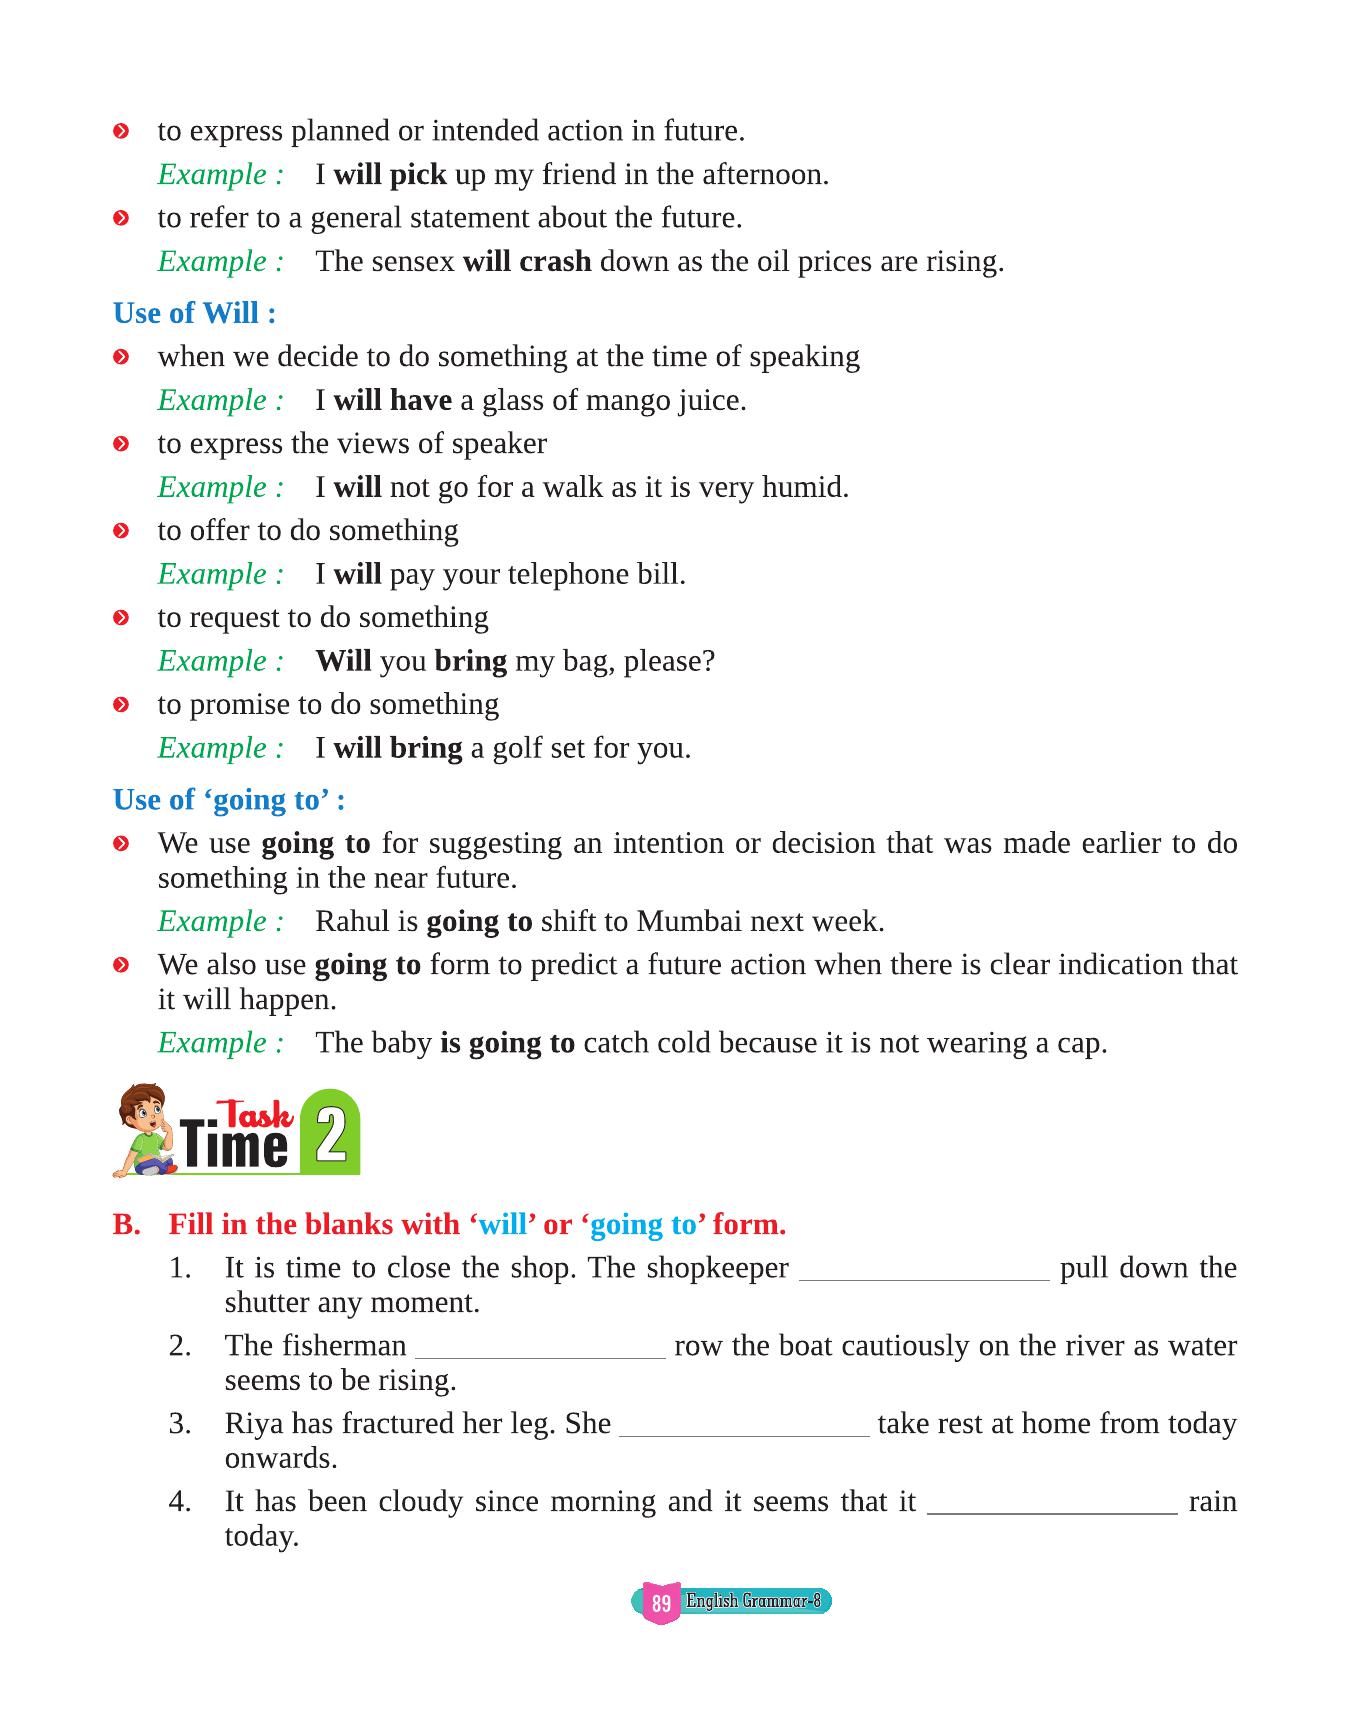 to express planned or intended action in future.
Example : I will pick up my friend in the afternoon.
to refer to a general statement about the future.
Example : The sensex will crash down as the oil prices are rising.
Use of Will :
when we decide to do something at the time of speaking
Example : I will have a glass of mango juice.
to express the views of speaker
Example : I will not go for a walk as it is very humid.
to offer to do something
Example : I will pay your telephone bill.
to request to do something
Example : Will you bring my bag, please?
to promise to do something
Example : I will bring a golf set for you.
Use of ‘going to’ :
We use going to for suggesting an intention or decision that was made earlier to do
something in the near future.
Example : Rahul is going to shift to Mumbai next week.
We also use going to form to predict a future action when there is clear indication that
it will happen.
Example : The baby is going to catch cold because it is not wearing a cap.
Task
Time 2
B. Fill in the blanks with ‘will’ or ‘going to’ form.
1. It is time to close the shop. The shopkeeper ________________ pull down the
shutter any moment.
2. The fisherman ________________ row the boat cautiously on the river as water
seems to be rising.
3. Riya has fractured her leg. She ________________ take rest at home from today
onwards.
4. It has been cloudy since morning and it seems that it ________________ rain
today.
89 English Grammar-8